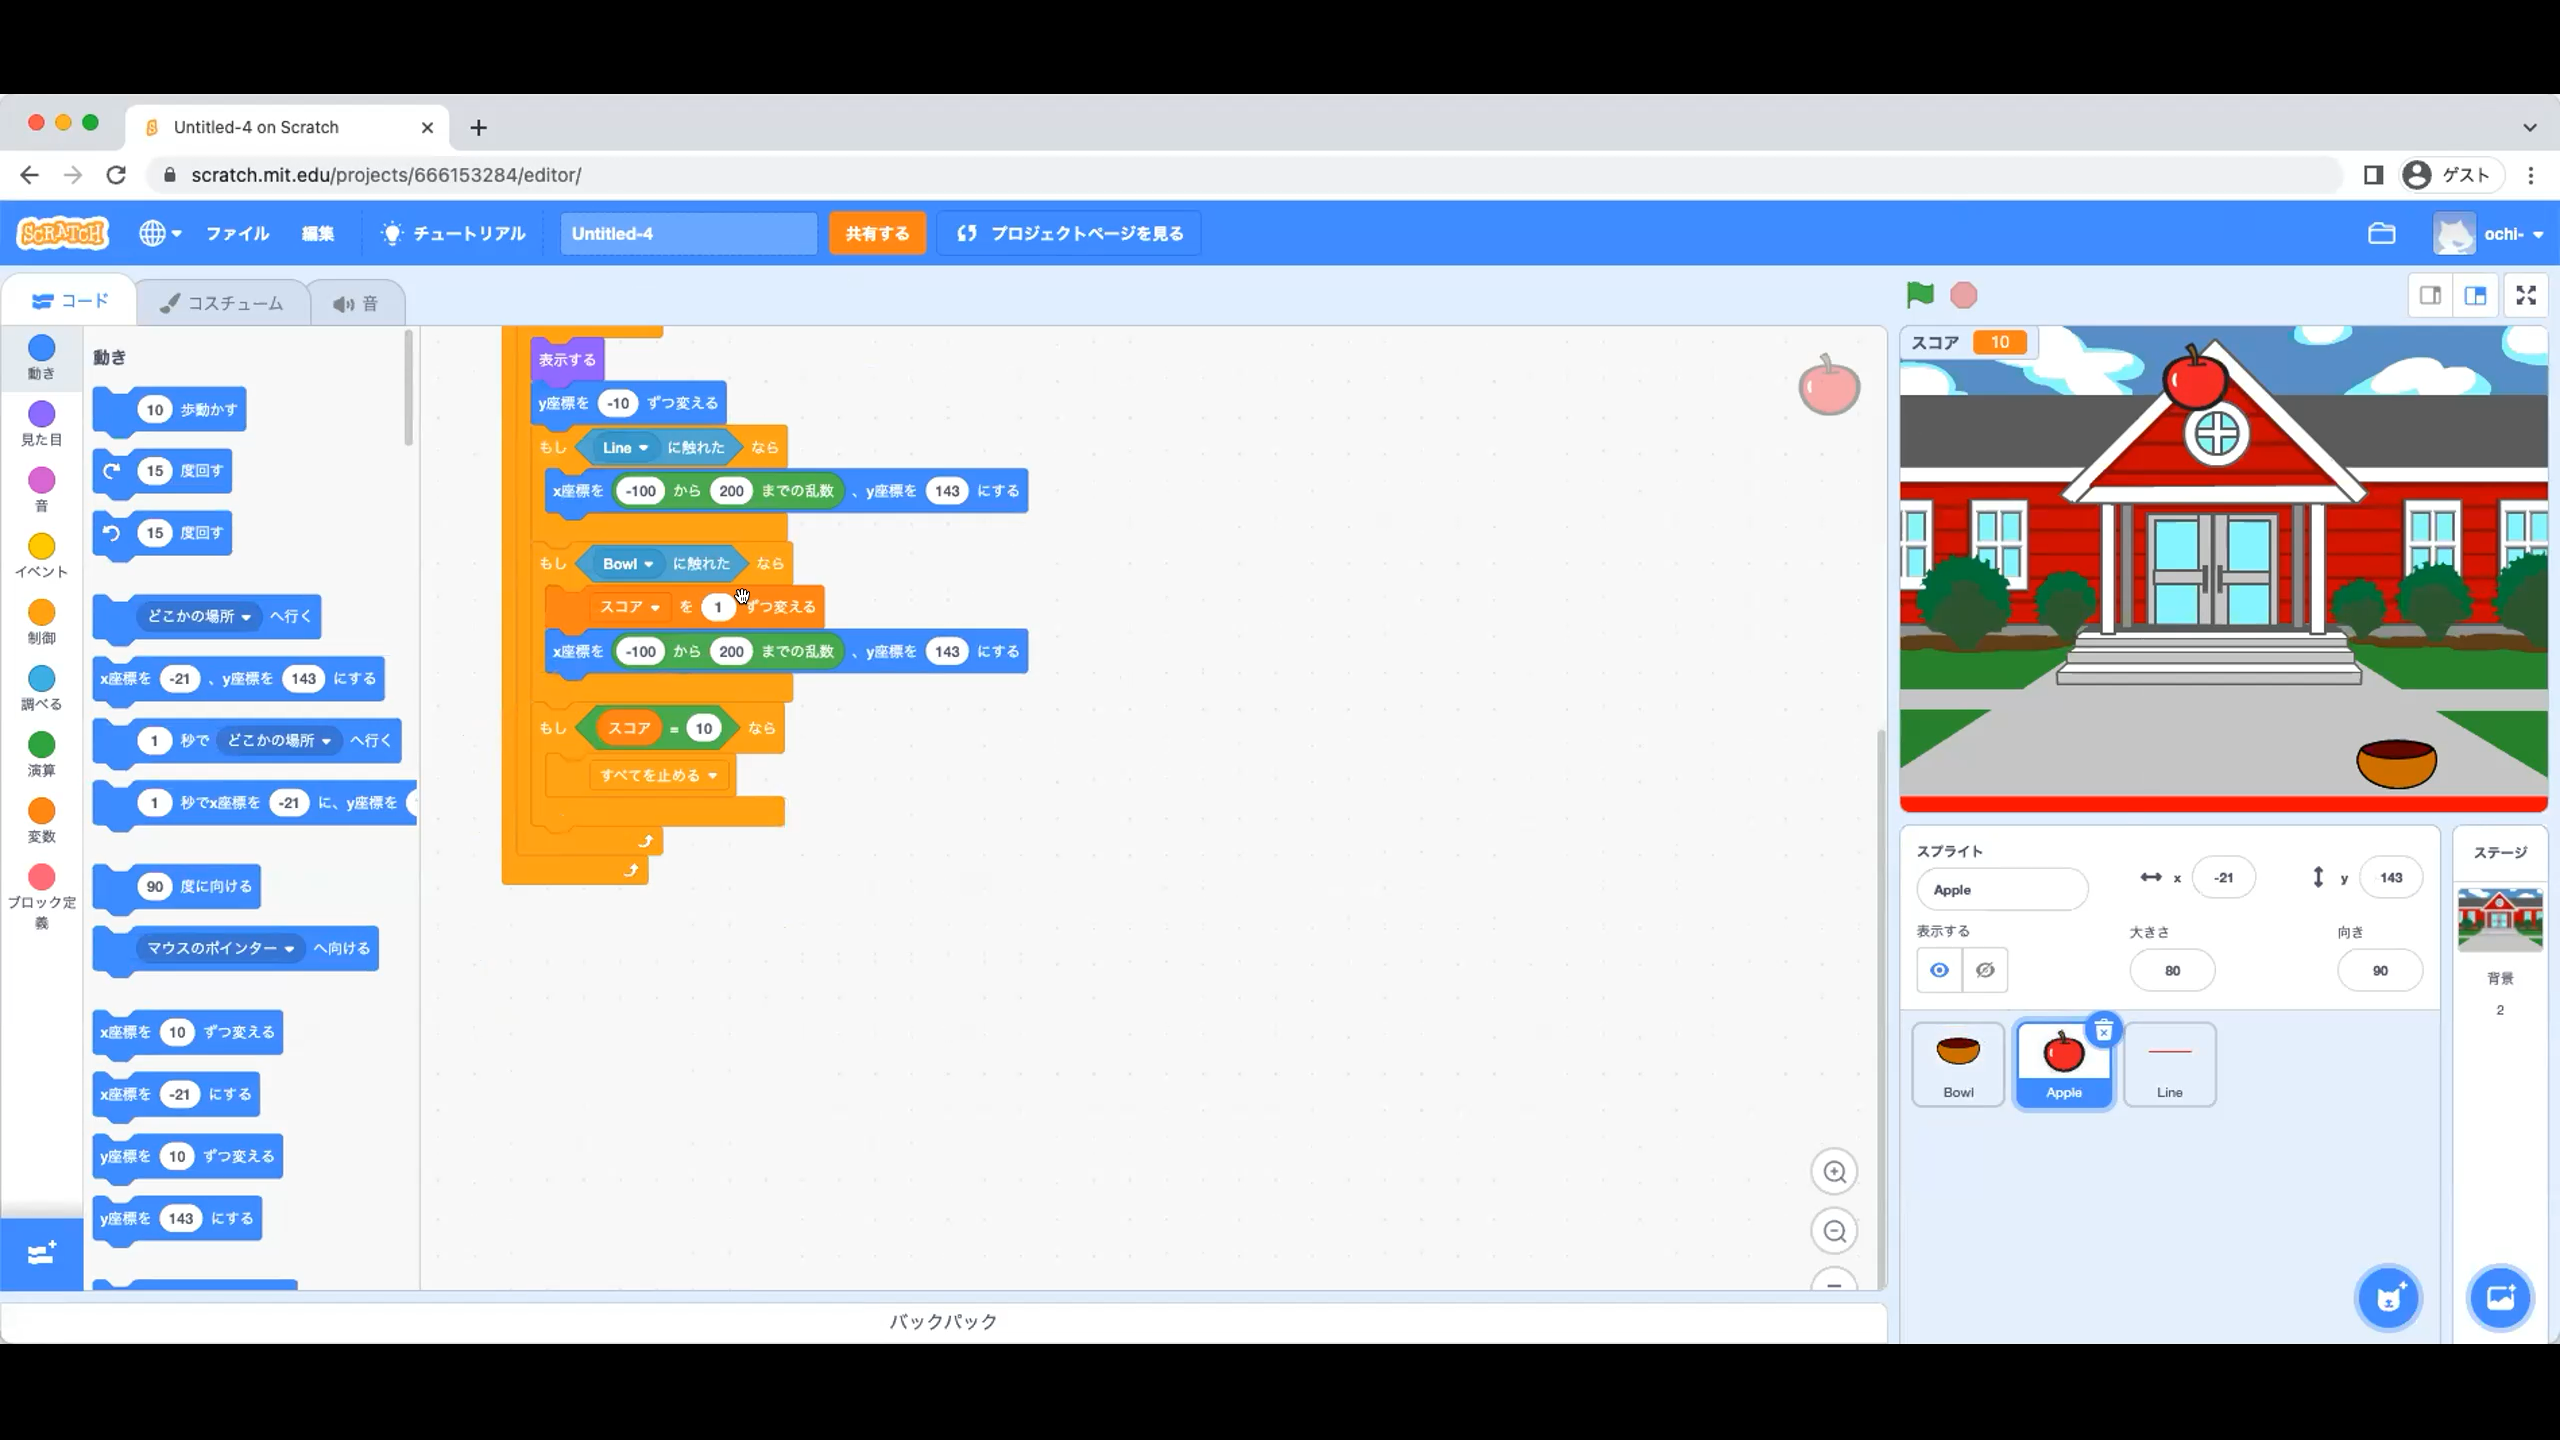 Untitled-4 on Scratch
scratch.mit.edu/projects/666153284/editor/
ゲスト
SCRATCH
ファイル
編集
チュートリアル
Untitled-4
共有する
プロジェクトページを見る
ochi-
コード
コスチューム
音
動き
見た目
音
イベント
制御
調べる
演算
変数
ブロック定義
動き
10 歩動かす
15 度回す
15 度回す
どこかの場所 へ行く
x座標を -21 、y座標を 143 にする
1 秒で どこかの場所 へ行く
1 秒でx座標を -21 に、y座標を
90 度に向ける
マウスのポインター へ向ける
x座標を 10 ずつ変える
x座標を -21 にする
y座標を 10 ずつ変える
y座標を 143 にする
表示する
y座標を -10 ずつ変える
もし Line に触れた なら
x座標を -100 から 200 までの乱数 、y座標を 143 にする
もし Bowl に触れた なら
スコア を 1 ずつ変える
x座標を -100 から 200 までの乱数 、y座標を 143 にする
もし スコア = 10 なら
すべてを止める
バックパック
スコア 10
スプライト
Apple
x -21
y 143
表示する
大きさ
80
向き
90
Bowl
Apple
Line
ステージ
背景
2